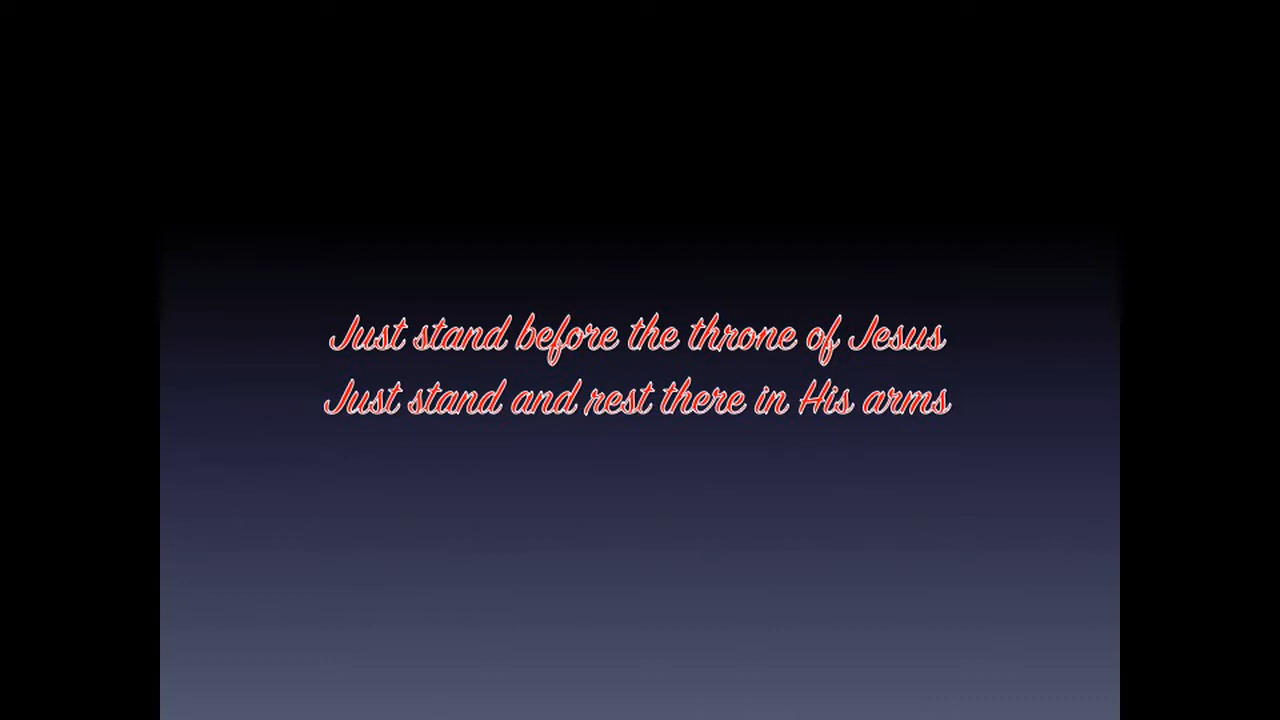 Just stand before the throne of Jesus
Just stand and rest there in His arms